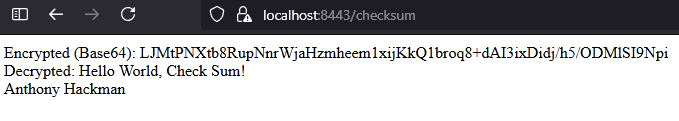 localhost:8443/checksum
Encrypted (Base64): LJMtPNXtb8RupNnrWjaHzmheem1xijKkQ1broq8+dAI3ixDidj/h5/ODMlSI9Npi
Decrypted: Hello World, Check Sum!
Anthony Hackman